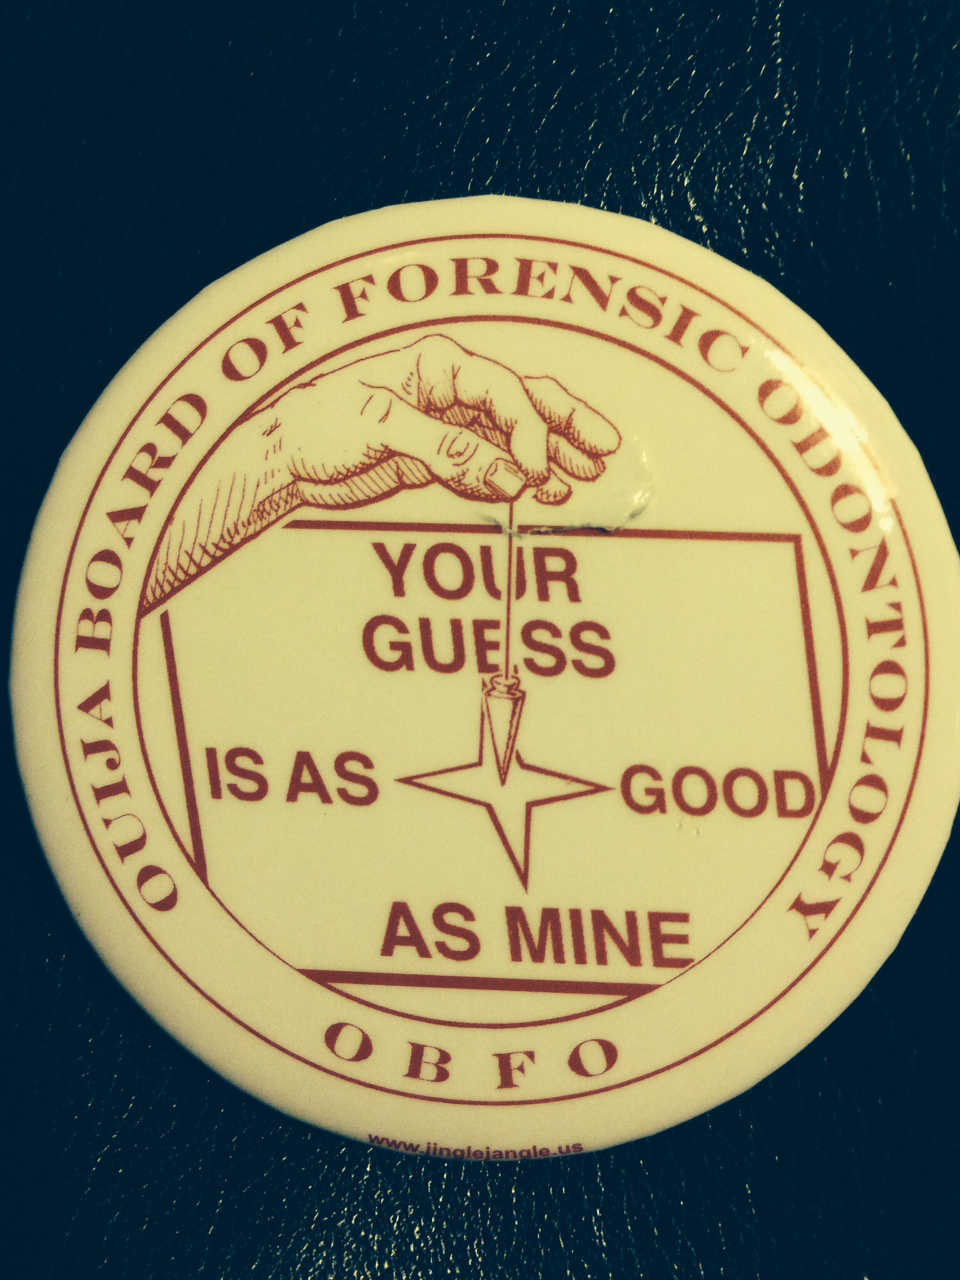 OUIJA BOARD OF FORENSIC ODONTOLOGY
YOUR
GUESS
IS AS
GOOD
AS MINE
OBFO
www.jinglejangle.us